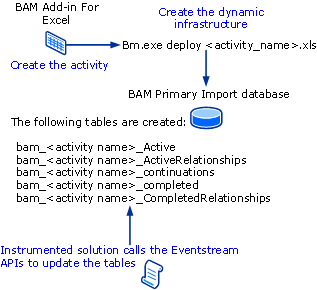 BAM Add-in For
Excel
Create the dynamic
infrastructure
Bm.exe deploy <activity_name>.xls
Create the activity
BAM Primary Import database
The following tables are created:
bam_<activity name>_Active
bam_<activity name>_ActiveRelationships
bam_<activity name>_continuations
bam_<activity name>_completed
bam_<activity name>_CompletedRelationships
Instrumented solution calls the Eventstream
APIs to update the tables